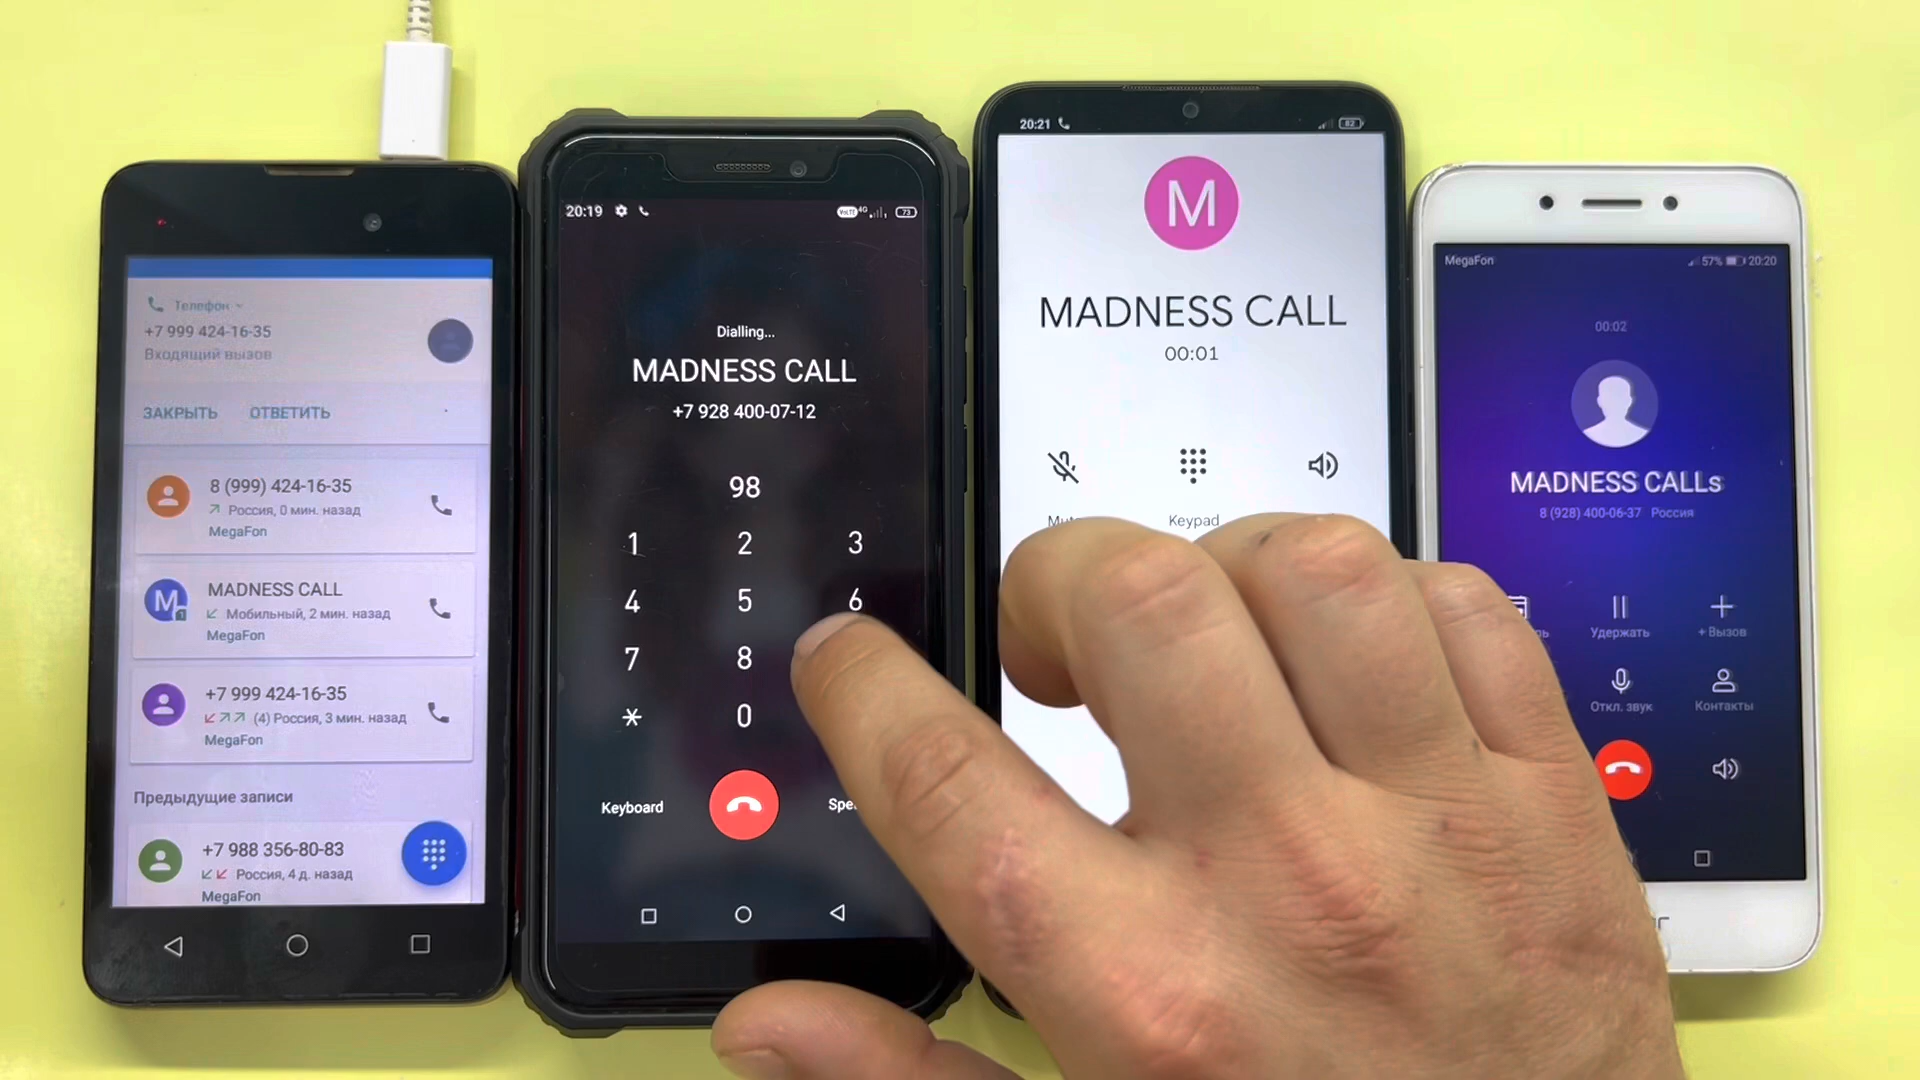 Телефон
+7 999 424-16-35
Входящий вызов
ЗАКРЫТЬ ОТВЕТИТЬ
8 (999) 424-16-35
Россия, 0 мин. назад
MegaFon
M
MADNESS CALL
Мобильный, 2 мин. назад
MegaFon
+7 999 424-16-35
(4) Россия, 3 мин. назад
MegaFon
Предыдущие записи
+7 988 356-80-83
Россия, 4 д. назад
MegaFon
20:19
VoLTE 4G 73
Dialling...
MADNESS CALL
+7 928 400-07-12
98
1 2 3
4 5 6
7 8
* 0
Keyboard
20:21 82
M
MADNESS CALL
00:01
Keypad
MegaFon 57% 20:20
00:02
MADNESS CALLs
8 (928) 400-06-37 Россия
Удержать + Вызов
Откл. звук Контакты